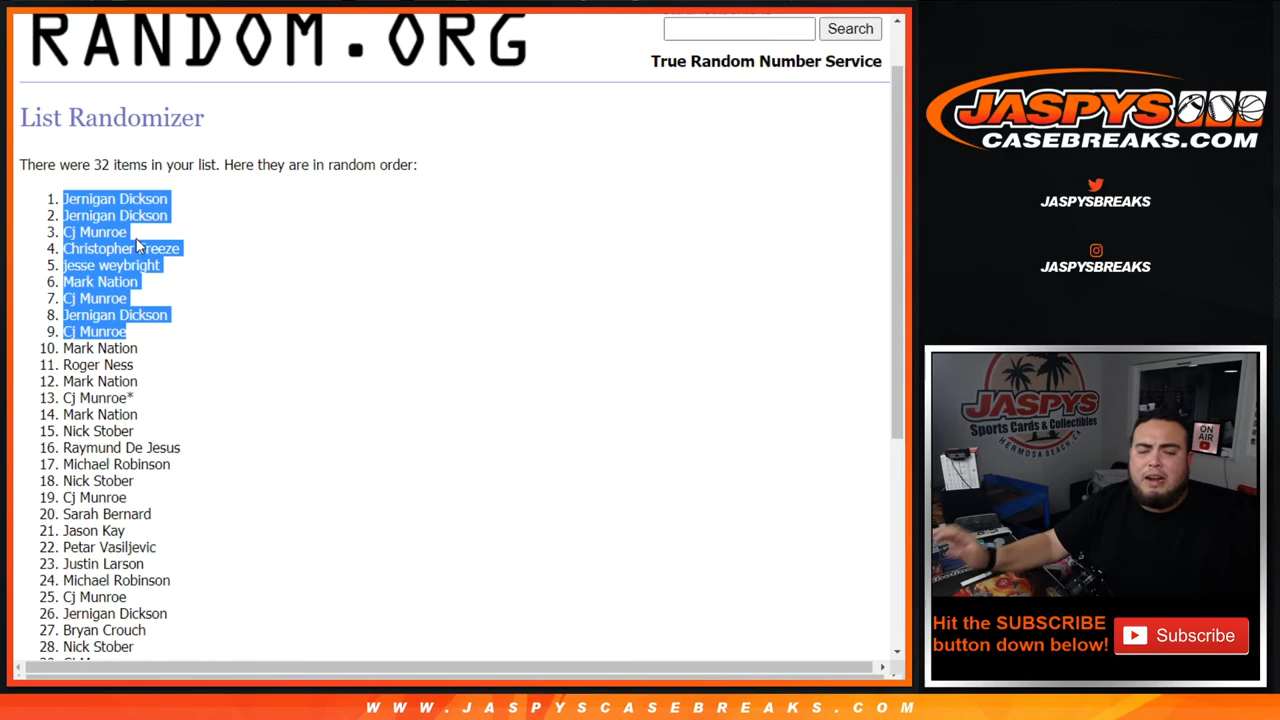 RANDOM.ORG
Search
True Random Number Service
List Randomizer
There were 32 items in your list. Here they are in random order:
1. Jernigan Dickson
2. Jernigan Dickson
3. Cj Munroe
4. Christopher reeze
5. jesse weybright
6. Mark Nation
7. Cj Munroe
8. Jernigan Dickson
9. Cj Munroe
10. Mark Nation
11. Roger Ness
12. Mark Nation
13. Cj Munroe*
14. Mark Nation
15. Nick Stober
16. Raymund De Jesus
17. Michael Robinson
18. Nick Stober
19. Cj Munroe
20. Sarah Bernard
21. Jason Kay
22. Petar Vasiljevic
23. Justin Larson
24. Michael Robinson
25. Cj Munroe
26. Jernigan Dickson
27. Bryan Crouch
28. Nick Stober
JASPYS
CASEBREAKS.COM
JASPYSBREAKS
JASPYSBREAKS
JASPYS
Sports Cards & Collectibles
HERMOSA BEACH, CA
ON
AIR
Hit the SUBSCRIBE
button down below!
Subscribe
WWW.JASPYSCASEBREAKS.COM